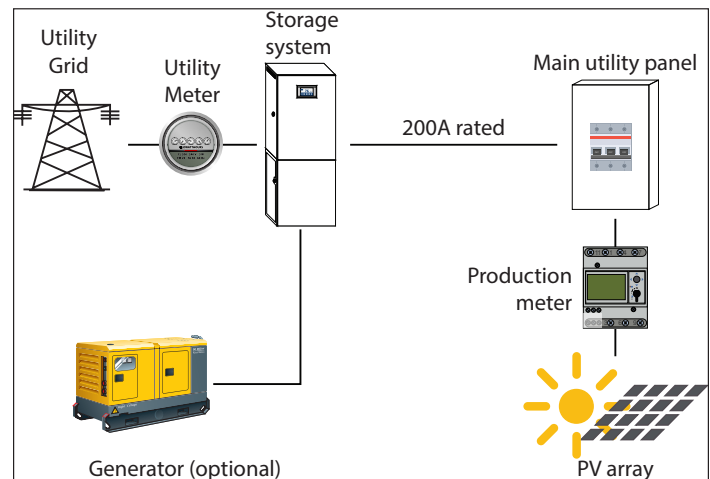 Storage
system
Utility
Grid
Utility
Meter
Main utility panel
200A rated
Production
meter
Generator (optional)
PV array